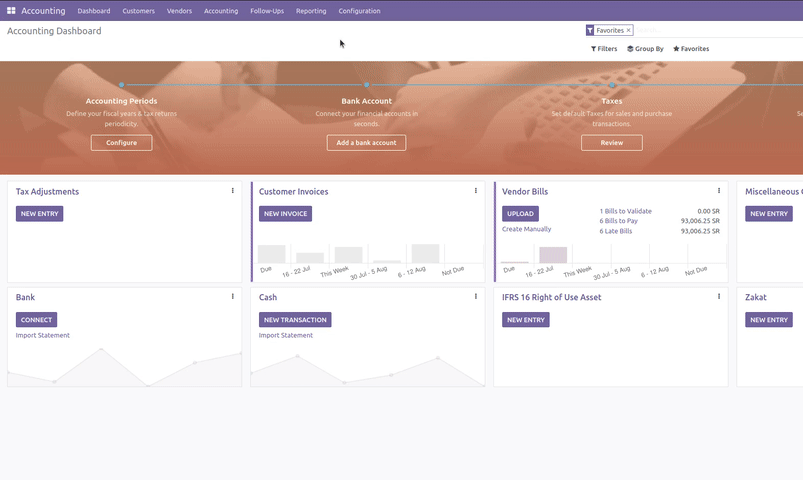 Accounting Dashboard Customers Vendors Accounting Follow-Ups Reporting Configuration
Accounting Dashboard
Favorites ×
Filters Group By Favorites
Accounting Periods
Define your fiscal years & tax returns
periodicity.
Configure
Bank Account
Connect your financial accounts in
seconds.
Add a bank account
Taxes
Set default Taxes for sales and purchase
transactions.
Review
Tax Adjustments
NEW ENTRY
Customer Invoices
NEW INVOICE
Due 16 - 22 Jul This Week 30 Jul - 5 Aug 6 - 12 Aug Not Due
Vendor Bills
UPLOAD
Create Manually
1 Bills to Validate 0.00 SR
6 Bills to Pay 93,006.25 SR
6 Late Bills 93,006.25 SR
Due 16 - 22 Jul This Week 30 Jul - 5 Aug 6 - 12 Aug Not Due
Miscellaneous
NEW ENTRY
Bank
CONNECT
Import Statement
Cash
NEW TRANSACTION
Import Statement
IFRS 16 Right of Use Asset
NEW ENTRY
Zakat
NEW ENTRY